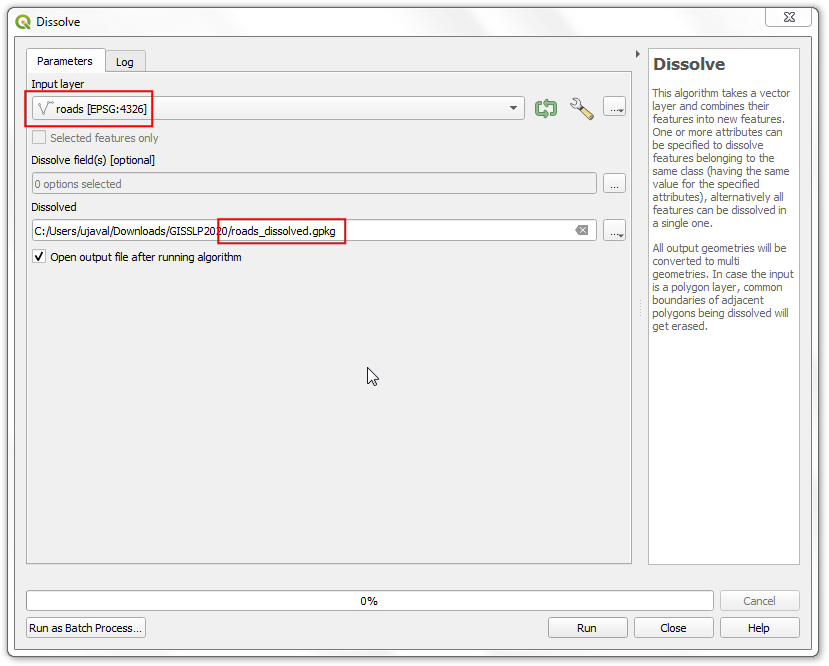 Dissolve
Parameters
Log
Input layer
roads [EPSG:4326]
...
Selected features only
Dissolve field(s) [optional]
0 options selected
...
Dissolved
C:/Users/ujaval/Downloads/GISSLP2020/roads_dissolved.gpkg
...
Open output file after running algorithm
Dissolve
This algorithm takes a vector
layer and combines their
features into new features.
One or more attributes can
be specified to dissolve
features belonging to the
same class (having the same
value for the specified
attributes), alternatively all
features can be dissolved in
a single one.
All output geometries will be
converted to multi
geometries. In case the input
is a polygon layer, common
boundaries of adjacent
polygons being dissolved will
get erased.
0%
Cancel
Run as Batch Process...
Run
Close
Help